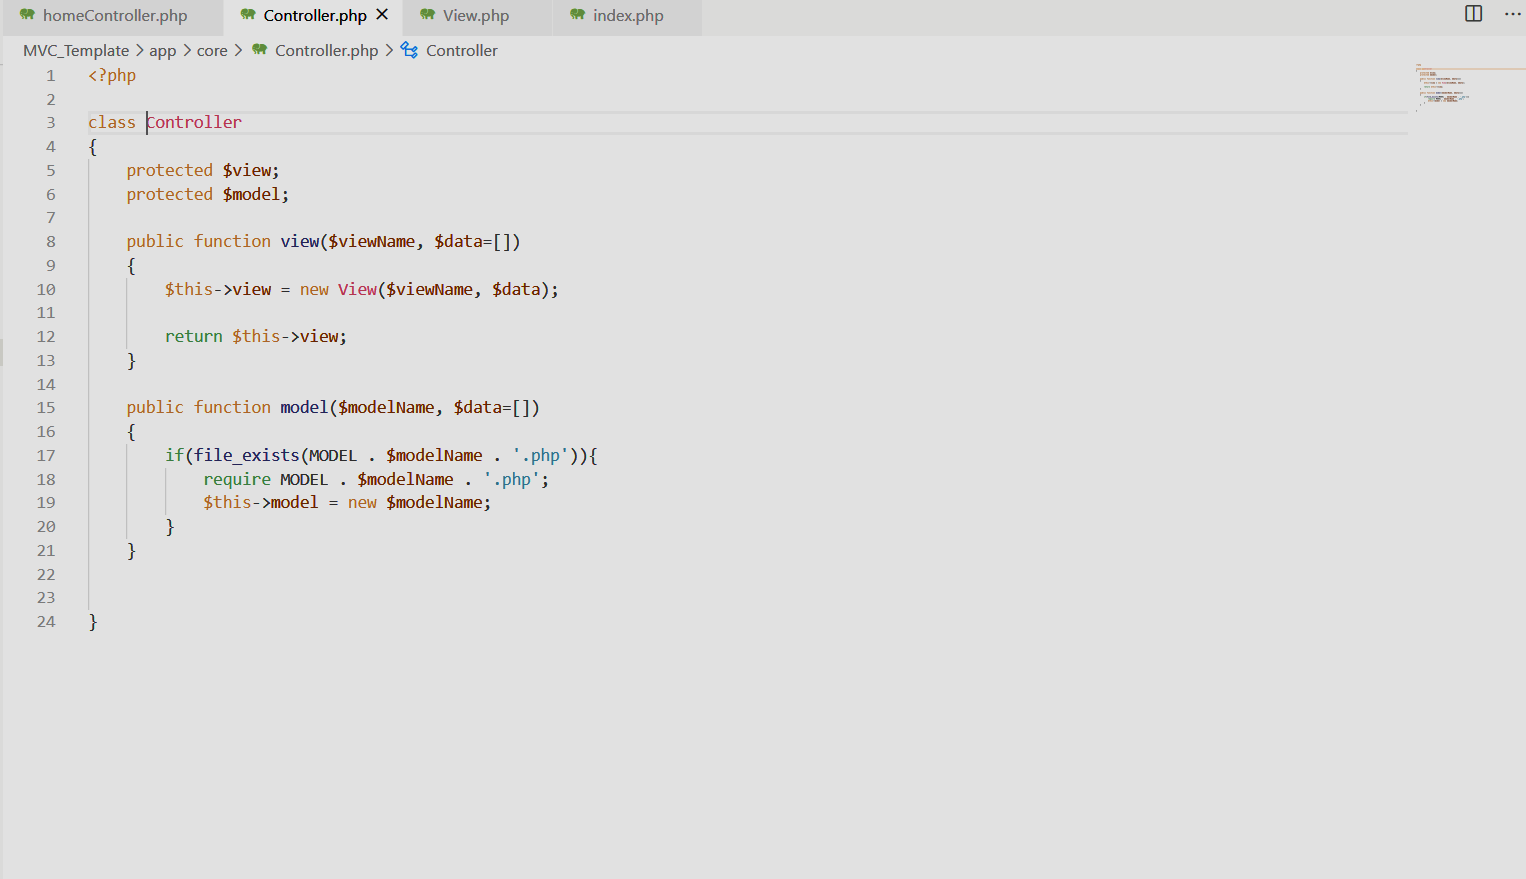 homeController.php Controller.php View.php index.php
MVC_Template > app > core > Controller.php > Controller
1 <?php
2
3 class Controller
4 {
5     protected $view;
6     protected $model;
7
8     public function view($viewName, $data=[])
9     {
10         $this->view = new View($viewName, $data);
11
12         return $this->view;
13     }
14
15     public function model($modelName, $data=[])
16     {
17         if(file_exists(MODEL . $modelName . '.php')){
18             require MODEL . $modelName . '.php';
19             $this->model = new $modelName;
20         }
21     }
22
23
24 }